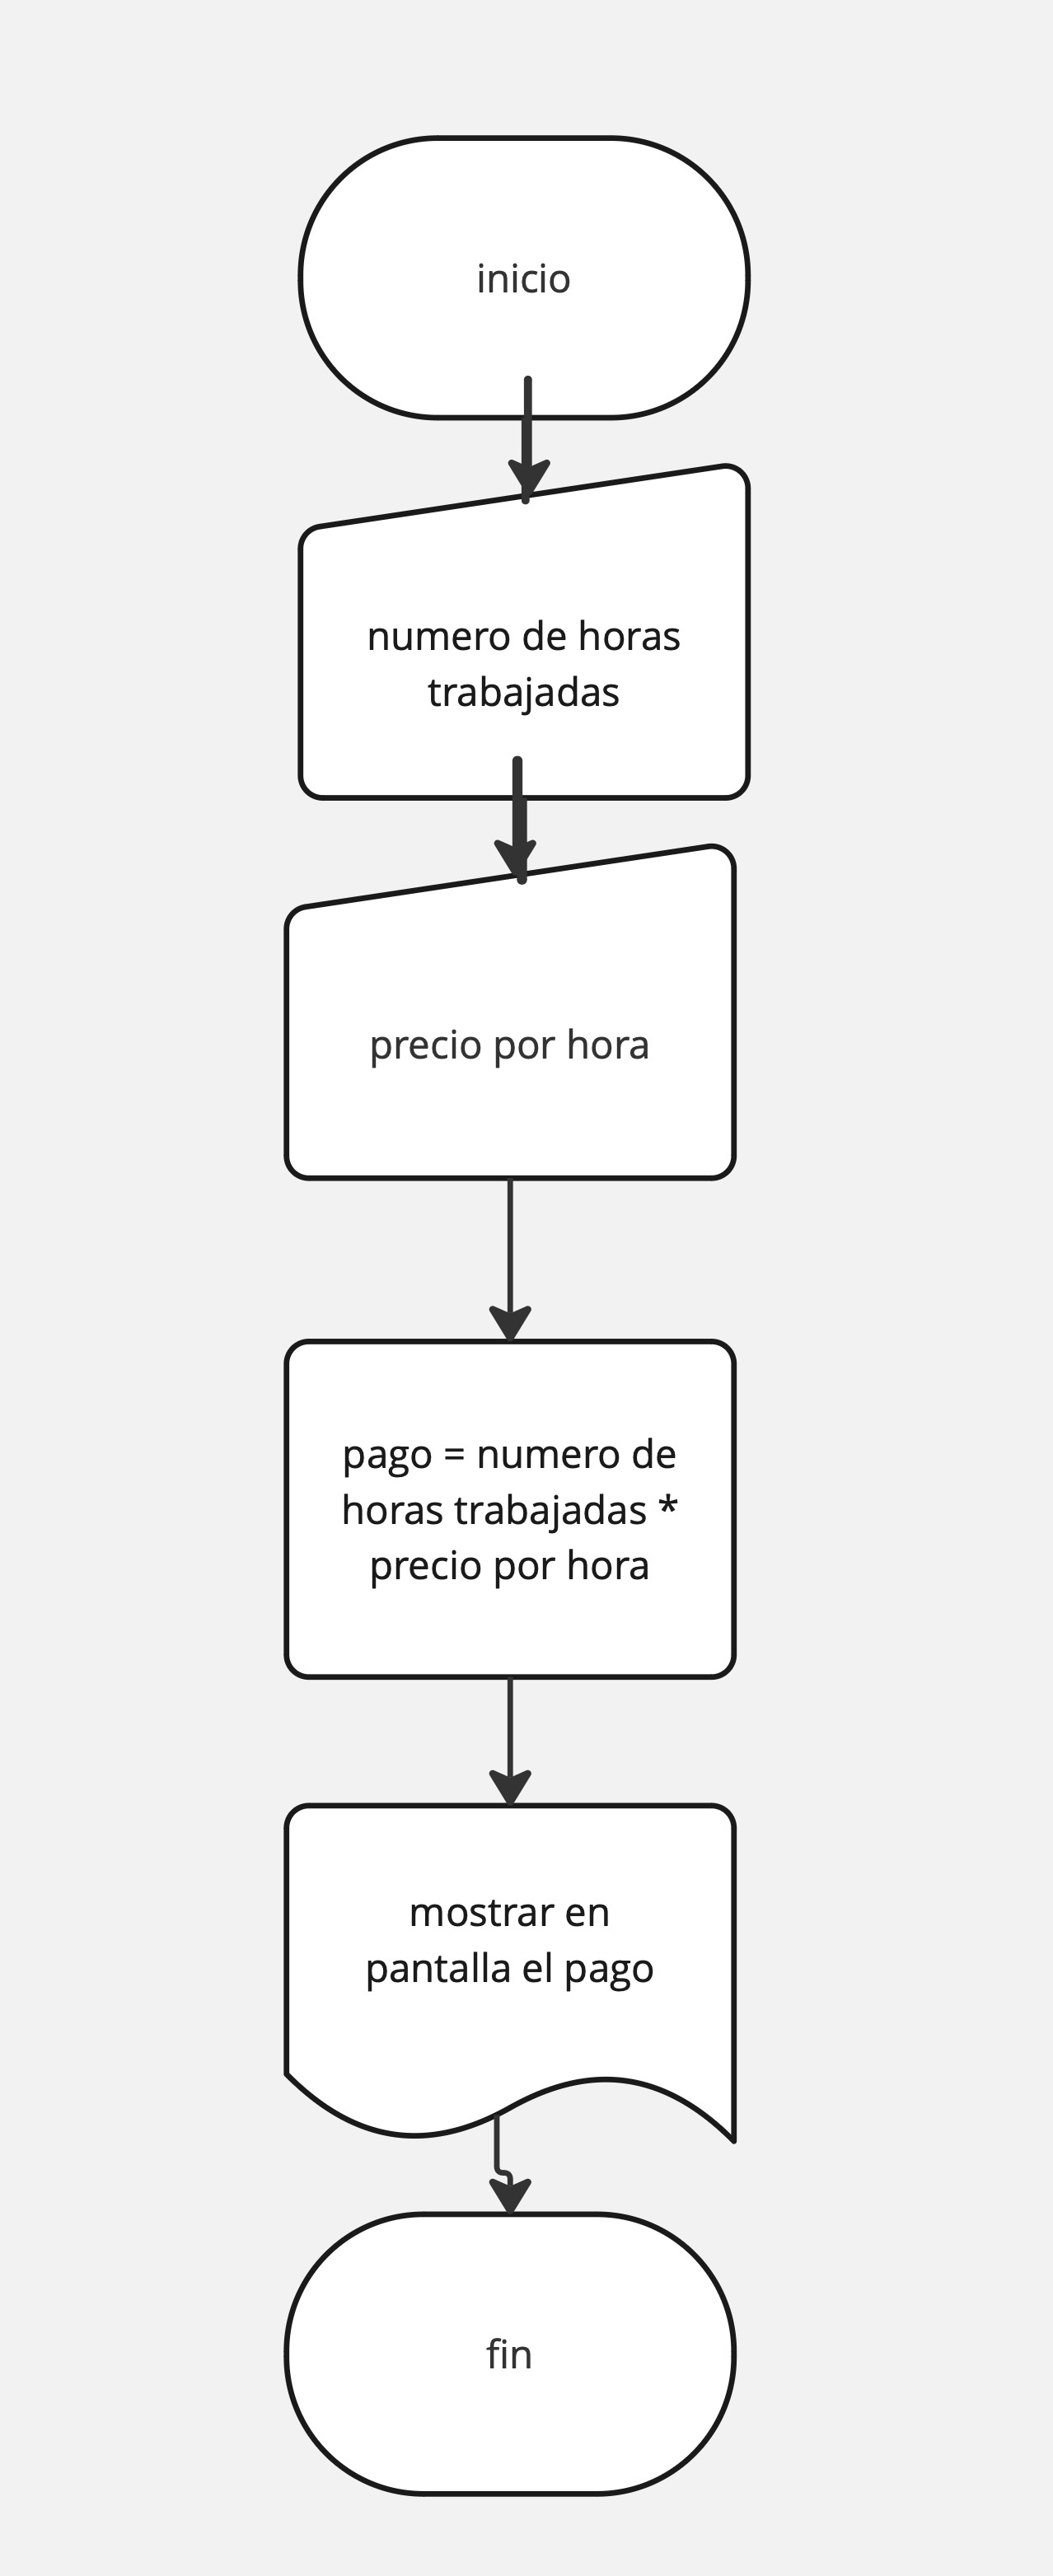 inicio
numero de horas
trabajadas
precio por hora
pago = numero de
horas trabajadas *
precio por hora
mostrar en
pantalla el pago
fin